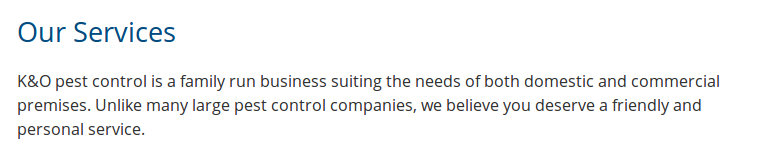 Our Services
K&O pest control is a family run business suiting the needs of both domestic and commercial
premises. Unlike many large pest control companies, we believe you deserve a friendly and
personal service.